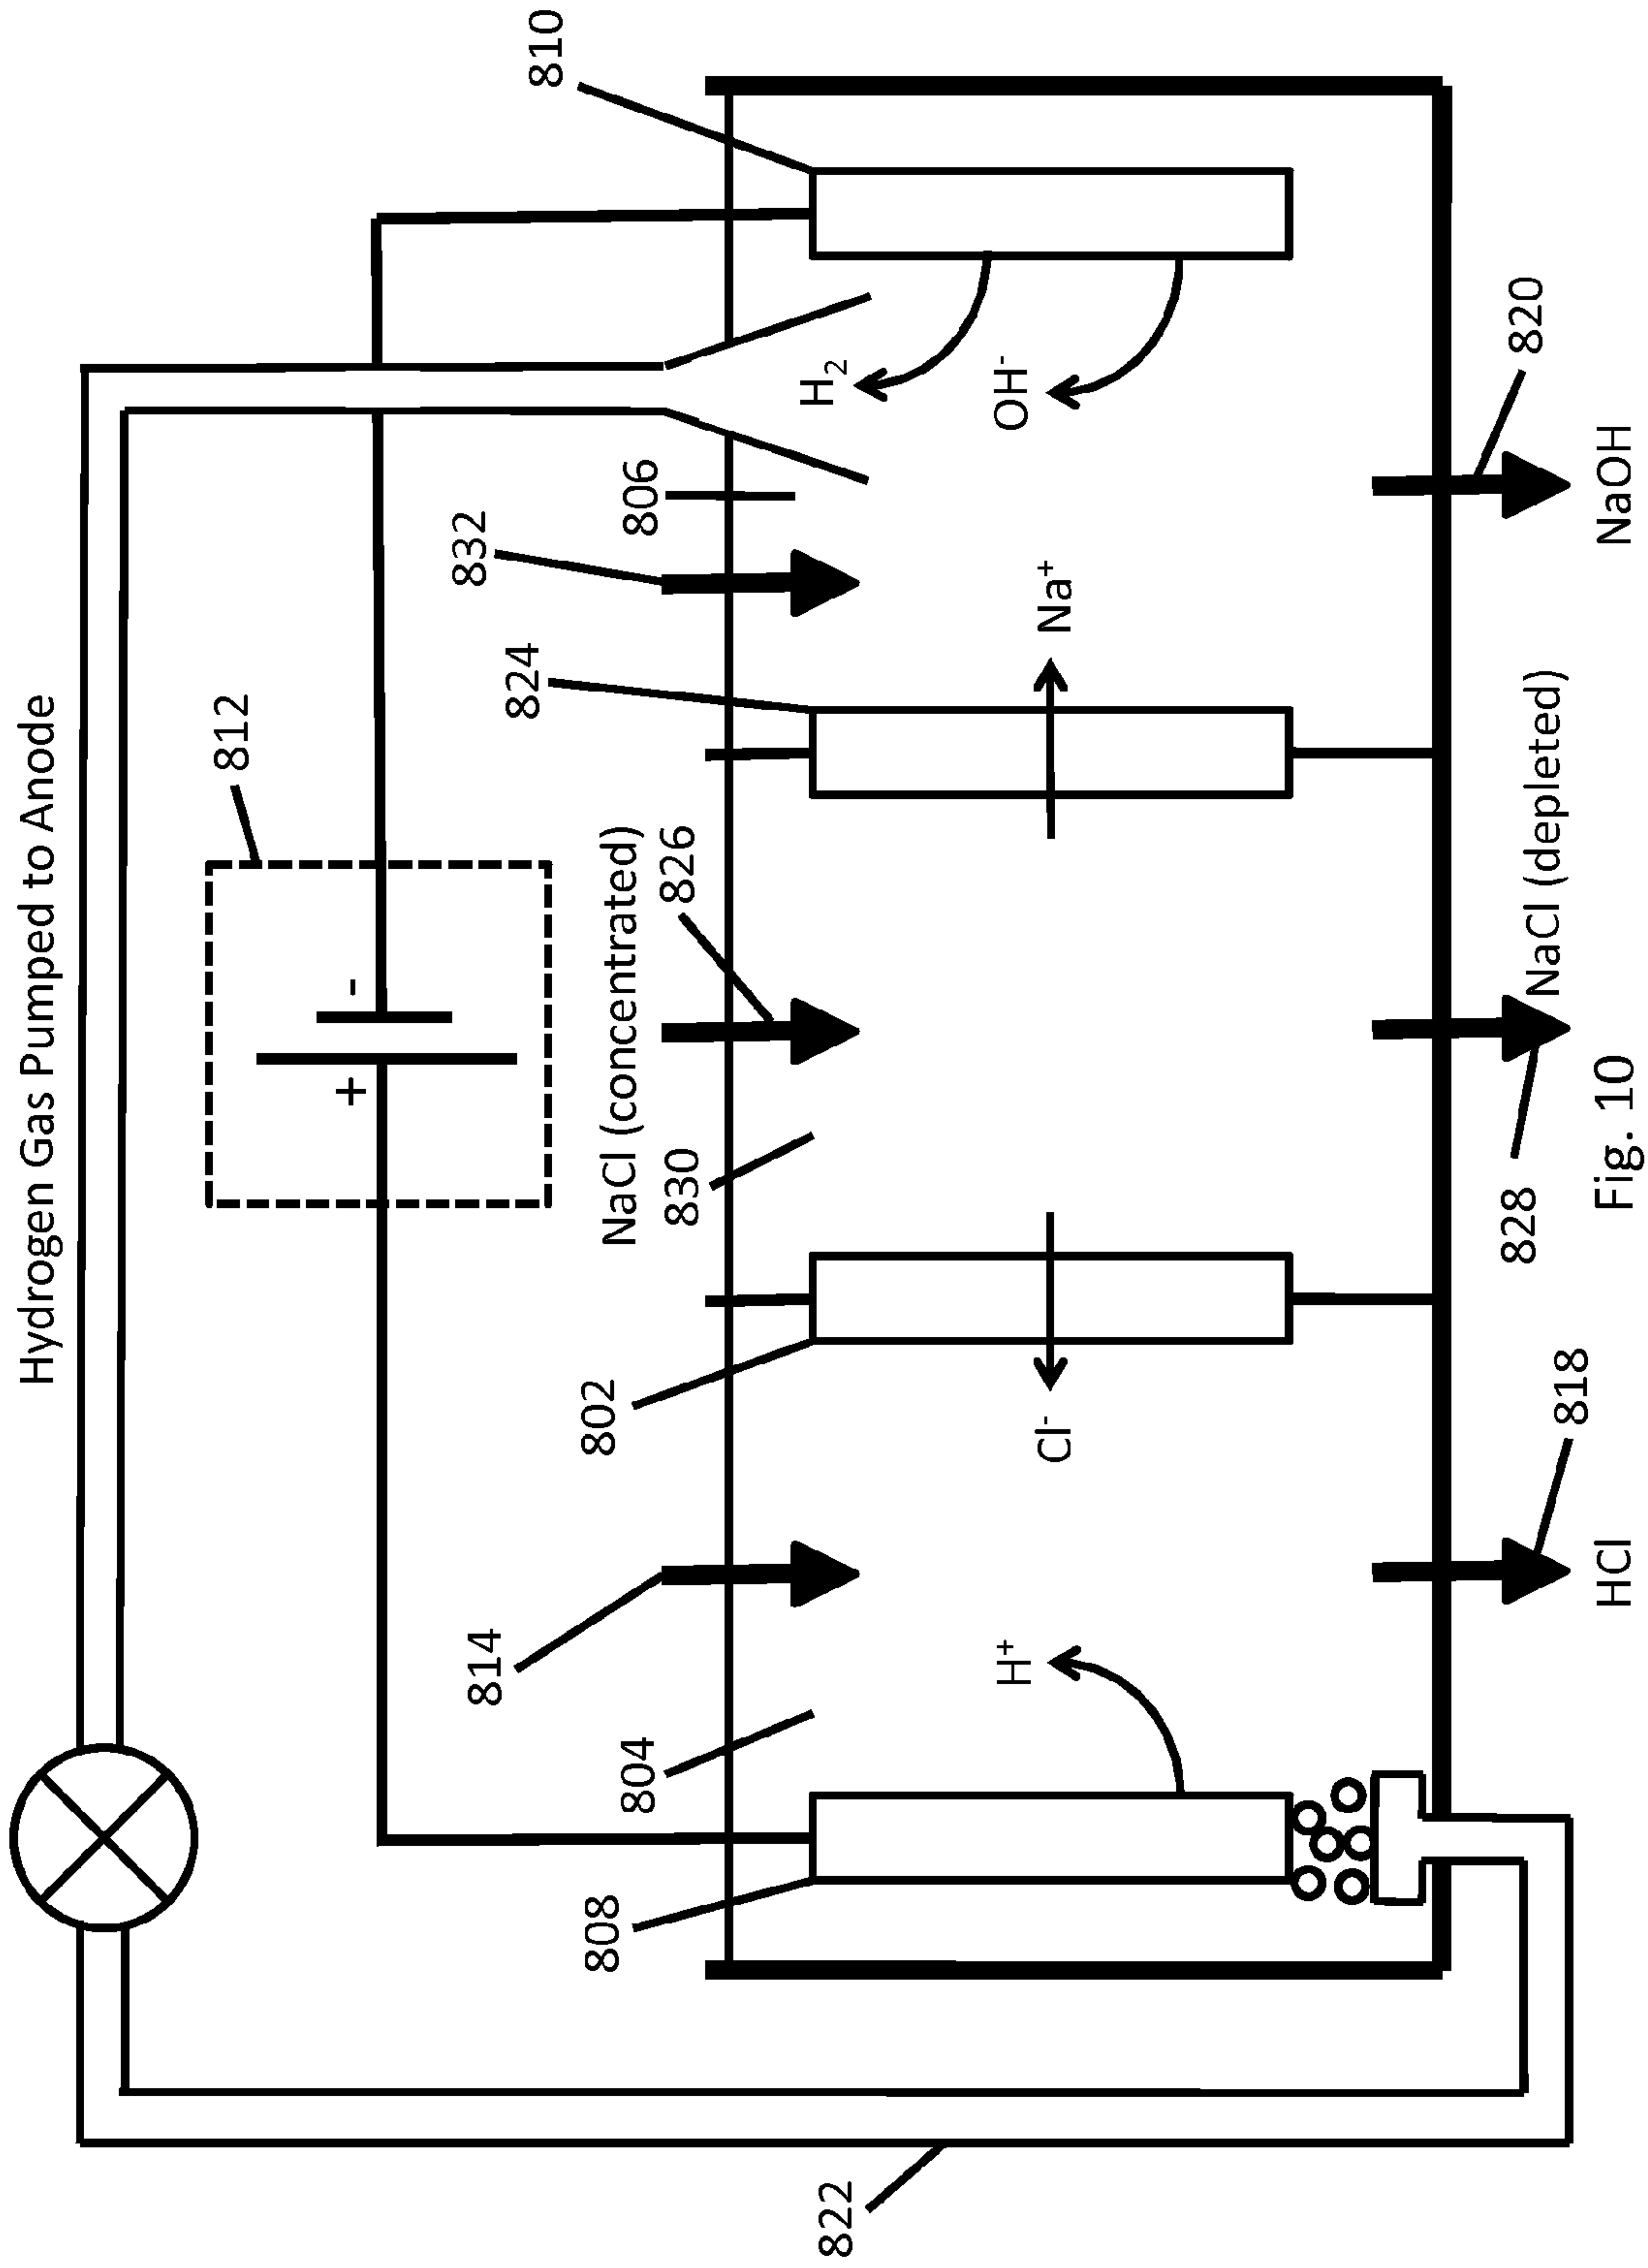 Hydrogen Gas Pumped to Anode
812
+ -
810
832
806
824
NaCl (concentrated)
826
830
802
814
804
808
822
H₂
OH⁻
Na⁺
Cl⁻
H⁺
818
HCl
828
NaCl (depleted)
820
NaOH
Fig. 10